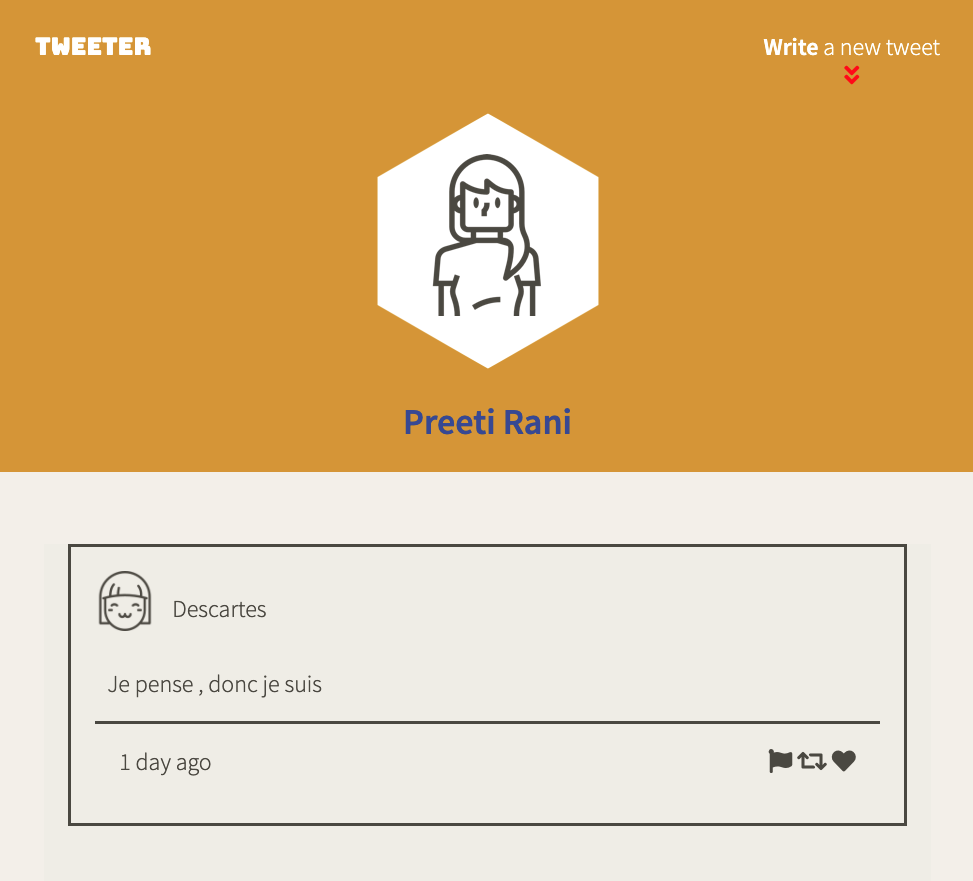 TWEETER
Write a new tweet
Preeti Rani
Descartes
Je pense , donc je suis
1 day ago